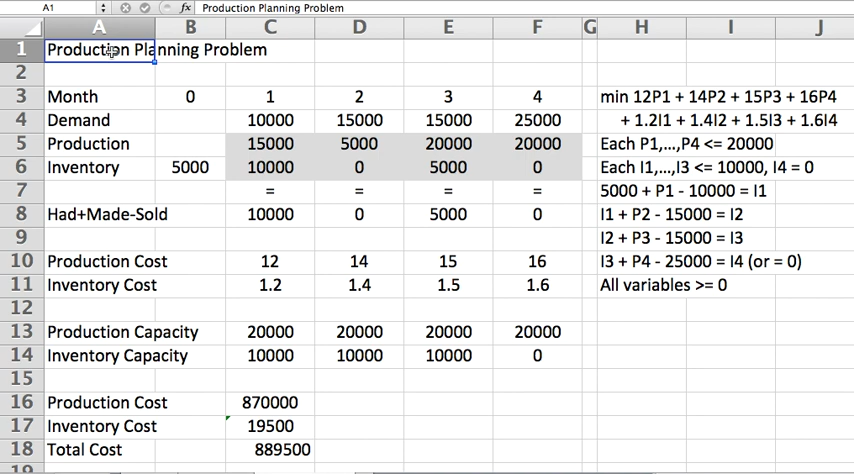 A1 fx Production Planning Problem
A B C D E F G H I J
1 Production Planning Problem
2
3 Month 0 1 2 3 4 min 12P1 + 14P2 + 15P3 + 16P4
4 Demand 10000 15000 15000 25000 + 1.2I1 + 1.4I2 + 1.5I3 + 1.6I4
5 Production 15000 5000 20000 20000 Each P1,...,P4 <= 20000
6 Inventory 5000 10000 0 5000 0 Each I1,...,I3 <= 10000, I4 = 0
7 = = = = 5000 + P1 - 10000 = I1
8 Had+Made-Sold 10000 0 5000 0 I1 + P2 - 15000 = I2
9 I2 + P3 - 15000 = I3
10 Production Cost 12 14 15 16 I3 + P4 - 25000 = I4 (or = 0)
11 Inventory Cost 1.2 1.4 1.5 1.6 All variables >= 0
12
13 Production Capacity 20000 20000 20000 20000
14 Inventory Capacity 10000 10000 10000 0
15
16 Production Cost 870000
17 Inventory Cost 19500
18 Total Cost 889500
19